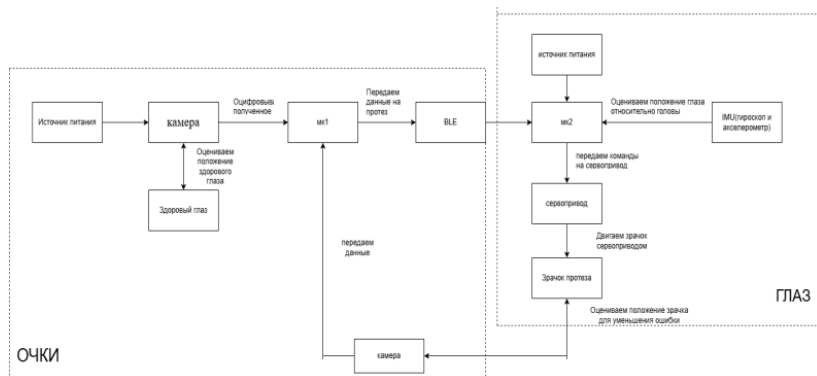 источник питания
Источник питания
камера
Оцифровыва
полученное
мк1
Передаем
данные на
протез
BLE
мк2
Оцениваем положение глаза
относительно головы
IMU(гироскоп и
акселерометр)
Оцениваем
положение
здорового
глаза
Здоровый глаз
передаем команды
на сервопривод
сервопривод
Двигаем зрачок
сервоприводом
передаем
данные
Зрачок протеза
ГЛАЗ
Оцениваем положение зрачка
для уменьшения ошибки
камера
ОЧКИ